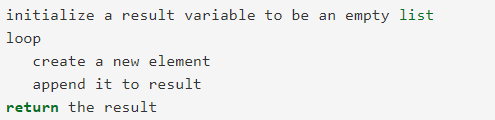 initialize a result variable to be an empty list
loop
   create a new element
   append it to result
return the result